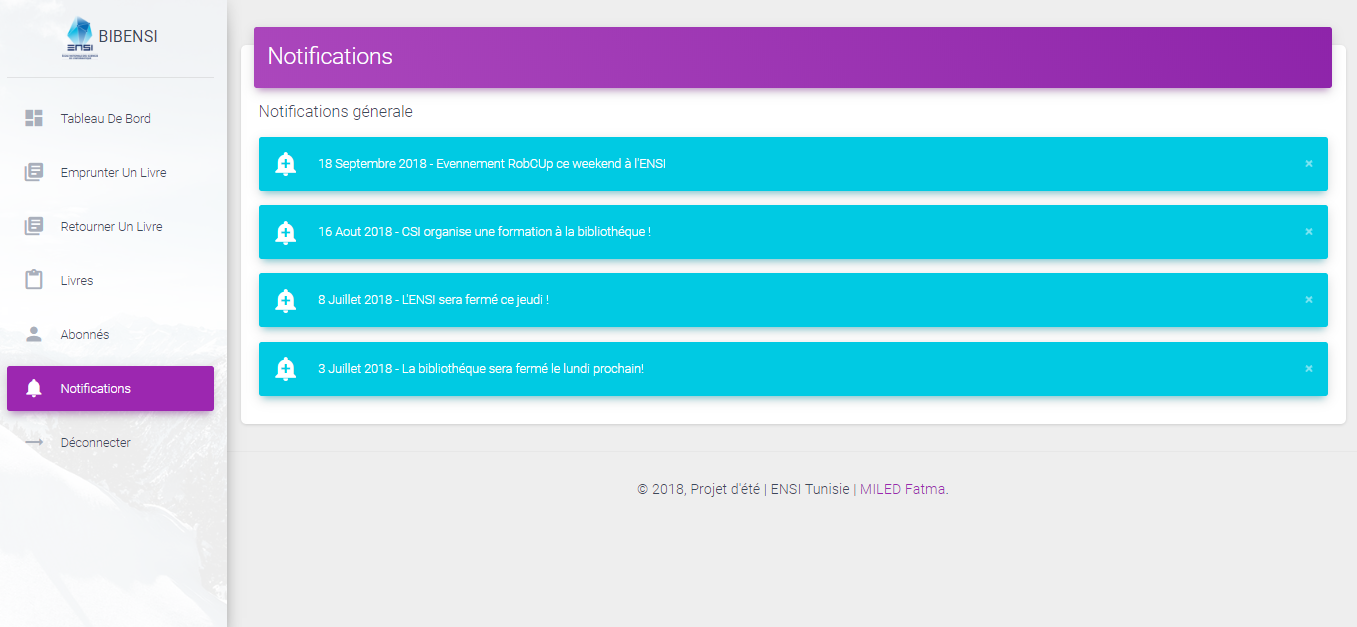 ENSI
BIBENSI
Tableau De Bord
Emprunter Un Livre
Retourner Un Livre
Livres
Abonnés
Notifications
Déconnecter
Notifications
Notifications génerale
18 Septembre 2018 - Evennement RobCUp ce weekend à l'ENSI
×
16 Aout 2018 - CSI organise une formation à la bibliothéque !
×
8 Juillet 2018 - L'ENSI sera fermé ce jeudi !
×
3 Juillet 2018 - La bibliothéque sera fermé le lundi prochain!
×
© 2018, Projet d'été | ENSI Tunisie | MILED Fatma.